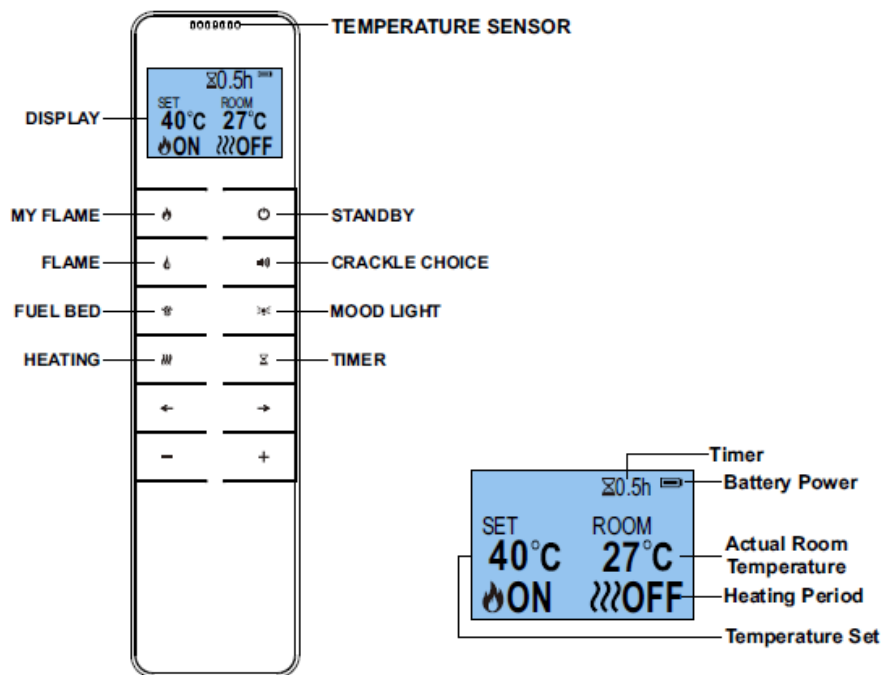 TEMPERATURE SENSOR
0.5h
SET ROOM
40°C 27°C
ON OFF
DISPLAY
MY FLAME
STANDBY
FLAME
CRACKLE CHOICE
FUEL BED
MOOD LIGHT
HEATING
TIMER
← →
− +
Timer
0.5h
Battery Power
SET ROOM
40°C 27°C
Actual Room
Temperature
ON OFF
Heating Period
Temperature Set